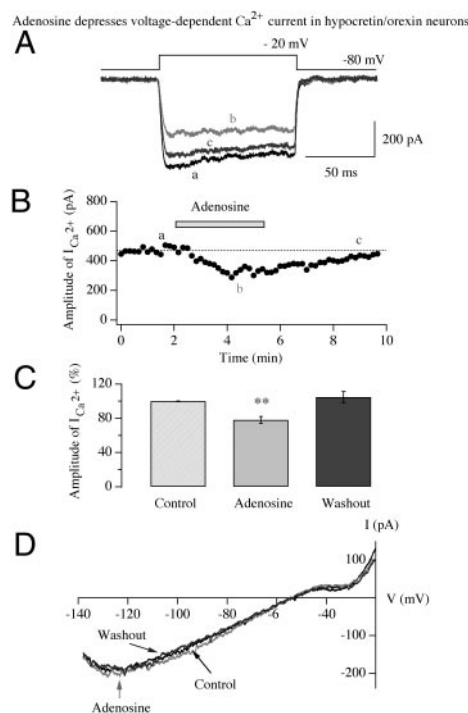 Adenosine depresses voltage-dependent Ca2+ current in hypocretin/orexin neurons
A
- 20 mV
-80 mV
b
c
a
200 pA
50 ms
B
Amplitude of ICa2+ (pA)
800
600
400
200
0
Adenosine
a
b
c
0 2 4 6 8 10
Time (min)
C
Amplitude of ICa2+ (%)
120
80
40
0
**
Control Adenosine Washout
D
I (pA)
100
V (mV)
-140 -120 -100 -80 -6 -40 -20
Washout
Control
Adenosine
-100
-200